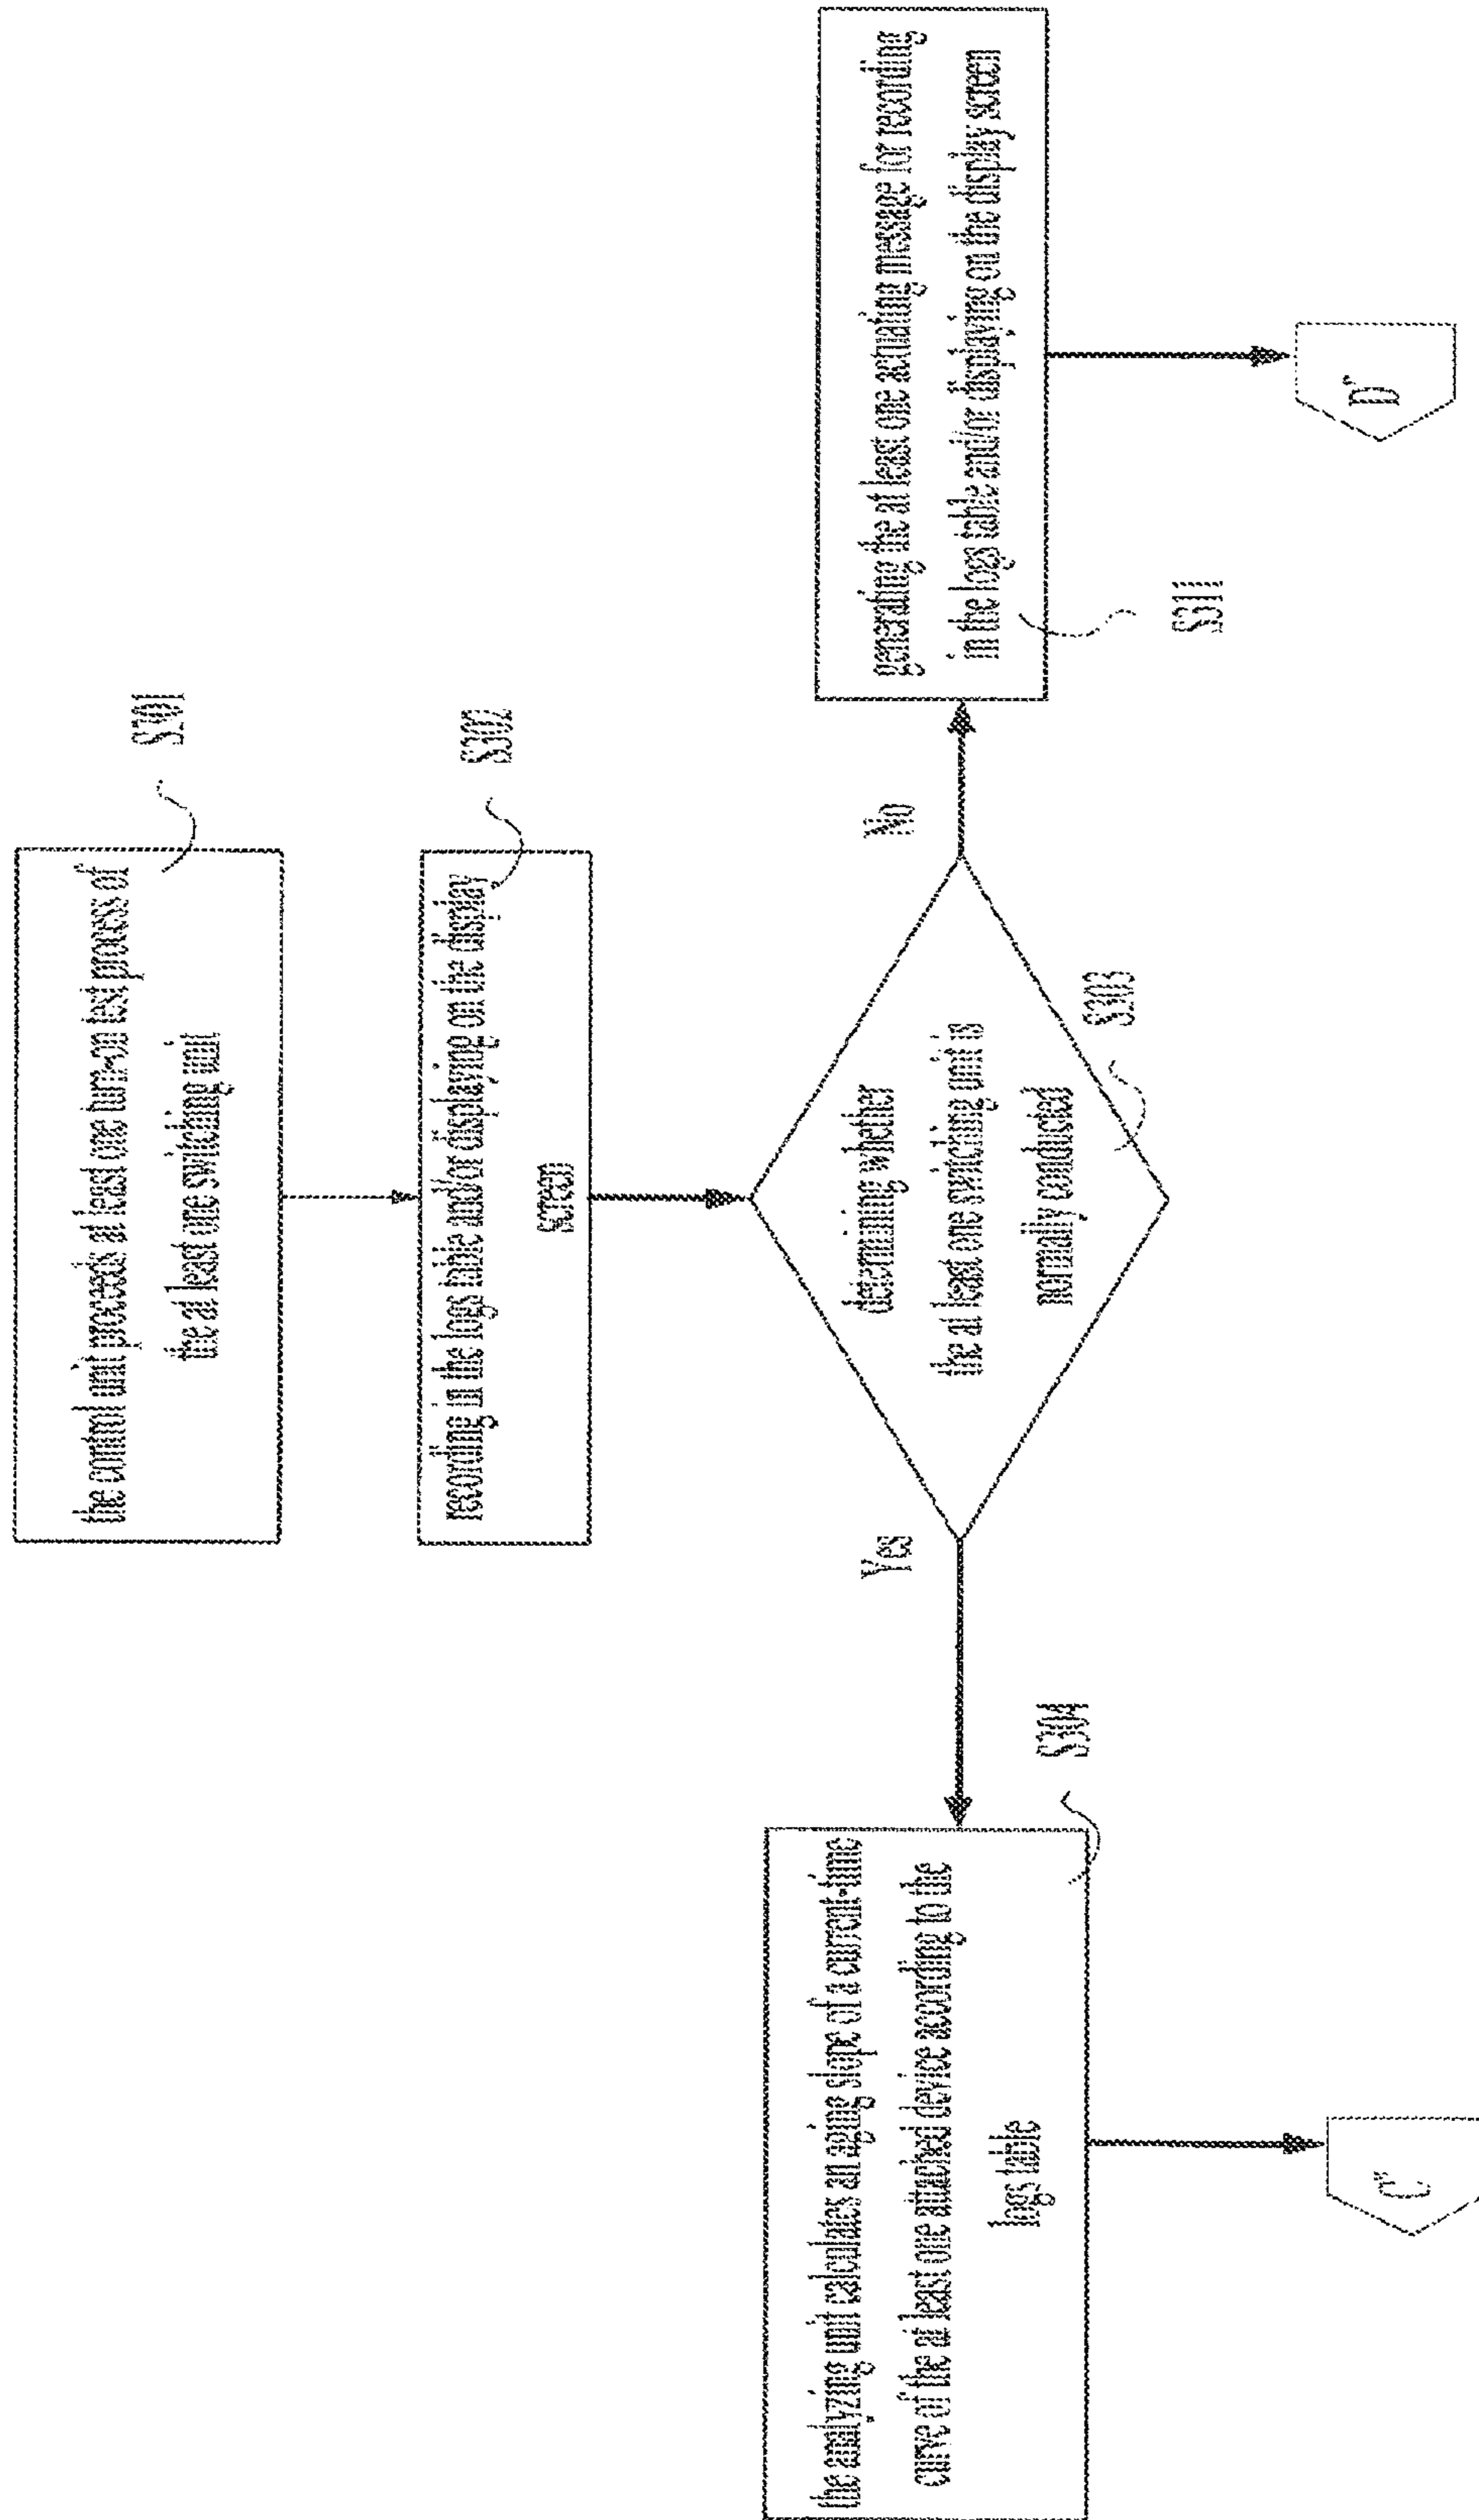 the control unit proceeds at least one turn-on test process of
the at least one switching unit
S301
recording in the logs table and/or displaying on the display
screen
S302
determining whether
the at least one switching unit is
normally conducted
S303
Yes
No
the analyzing unit calculates an aging slope of a current-time
curve of the at least one attached device according to the
logs table
S304
generating the at least one actuating message for recording
in the logs table and/or displaying on the display screen
S311
C"
D"